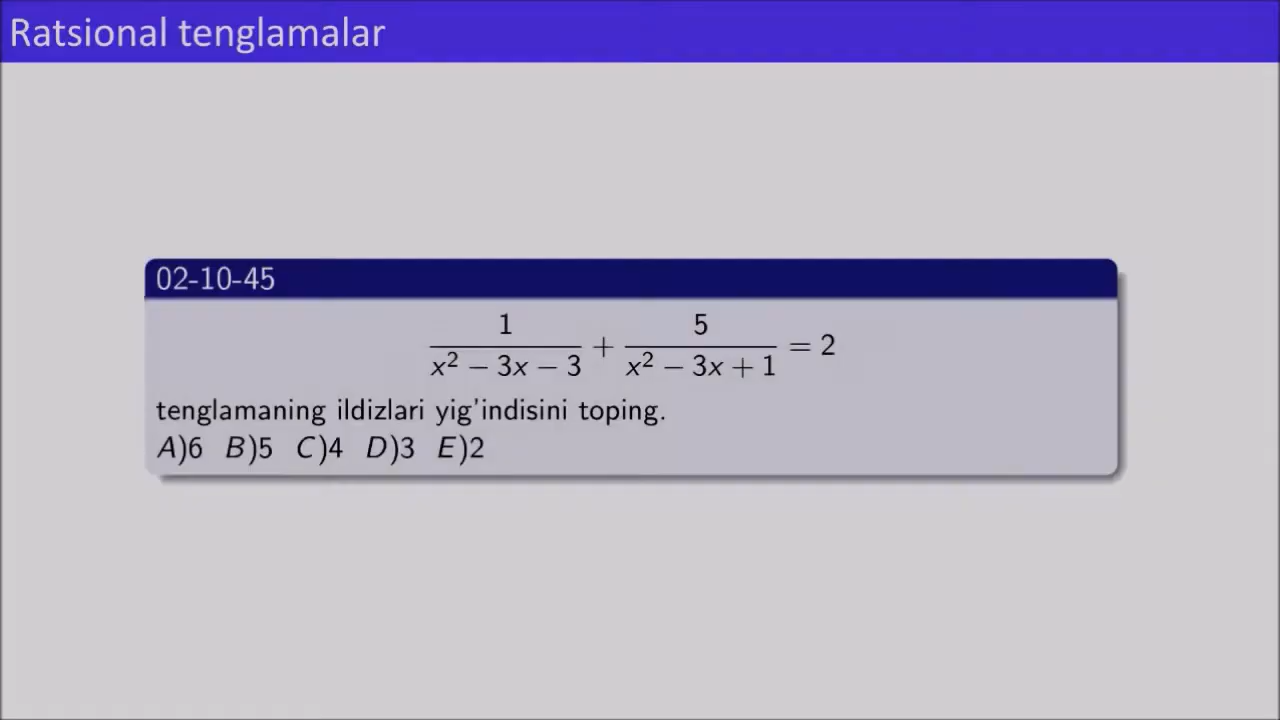 Ratsional tenglamalar
02-10-45
1/(x² − 3x − 3) + 5/(x² − 3x + 1) = 2
tenglamaning ildizlari yig'indisini toping.
A)6 B)5 C)4 D)3 E)2